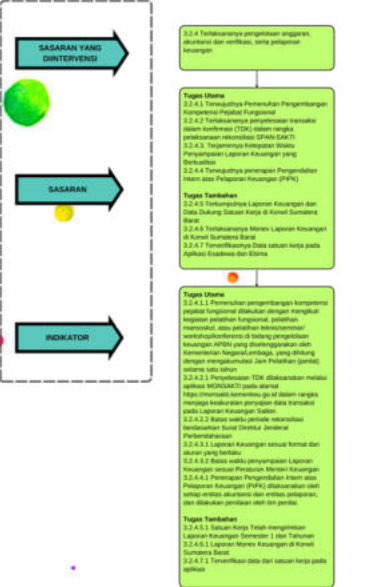 SASARAN YANG
DIINTERVENSI
SASARAN
INDIKATOR
3.2.4 Terlaksananya pengelolaan anggaran,
akuntansi dan verifikasi, serta pelaporan
keuangan
Tugas Utama
3.2.4.1 Terwujudnya Pemenuhan Pengembangan
Kompetensi Pejabat Fungsional
3.2.4.2 Terlaksananya penyelesaian transaksi
dalam konfirmasi (TDK) dalam rangka
pelaksanaan rekonsiliasi SPAN-SAKTI
3.2.4.3. Terjaminnya Ketepatan Waktu
Penyampaian Laporan Keuangan yang
Berkualitas
3.2.4.4 Terwujudnya penerapan Pengendalian
Intern atas Pelaporan Keuangan (PIPK)
Tugas Tambahan
3.2.4.5 Terkumpulnya Laporan Keuangan dan
Data Dukung Satuan Kerja di Kanwil Sumatera
Barat
3.2.4.6 Terlaksananya Monev Laporan Keuangan
di Kanwil Sumatera Barat
3.2.4.7 Terverifikasinya Data satuan kerja pada
Aplikasi Esadewa dan Elsima
Tugas Utama
3.2.4.1.1 Pemenuhan pengembangan kompetensi
pejabat fungsional dilakukan dengan mengikuti
kegiatan pelatihan fungsional, pelatihan
manajerial, atau pelatihan teknis/seminar/
workshop/konferensi di bidang pengelolaan
keuangan APBN yang diselenggarakan oleh
Kementerian Negara/Lembaga, yang dihitung
dengan mengakumulasi Jam Pelatihan (jamlat)
selama satu tahun
3.2.4.2.1 Penyelesaian TDK dilaksanakan melalui
aplikasi MONSAKTI pada alamat
https://monsakti.kemenkeu.go.id dalam rangka
menjaga keakuratan penyajian data transaksi
pada Laporan Keuangan Satker.
3.2.4.2.2 Batas waktu periode rekonsiliasi
berdasarkan Surat Direktur Jenderal
Perbendaharaan
3.2.4.3.1 Laporan Keuangan sesuai format dan
aturan yang berlaku
3.2.4.3.2 Batas waktu penyampaian Laporan
Keuangan sesuai Peraturan Menteri Keuangan
3.2.4.4.1 Penerapan Pengendalian Intern atas
Pelaporan Keuangan (PIPK) dilaksanakan oleh
setiap entitas akuntansi dan entitas pelaporan,
dan dilakukan penilaian oleh tim penilai.
Tugas Tambahan
3.2.4.5.1 Satuan Kerja Telah mengirimkan
Laporan Keuangan Semester 1 dan Tahunan
3.2.4.6.1 Laporan Monev Keuangan di Kanwil
Sumatera Barat
3.2.4.7.1 Terverifikasi data dari satuan kerja pada
aplikasi